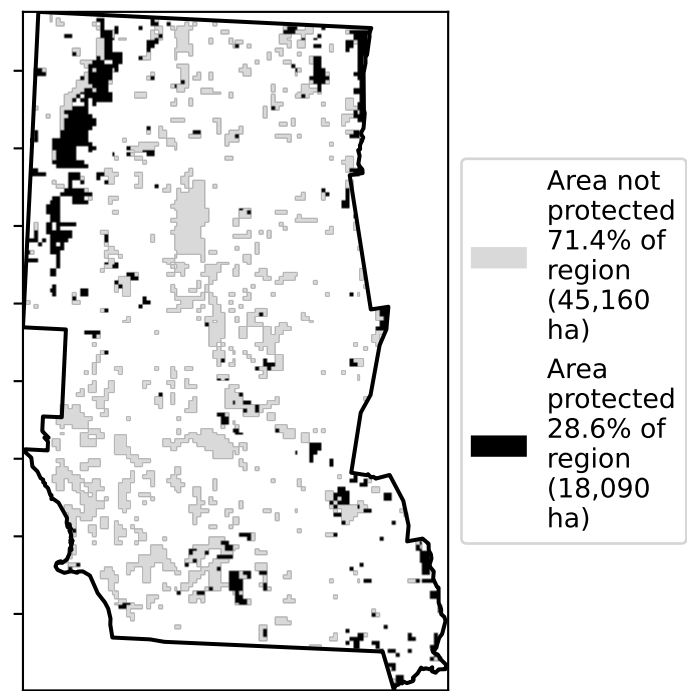 Area not
protected
71.4% of
region
(45,160
ha)
Area
protected
28.6% of
region
(18,090
ha)